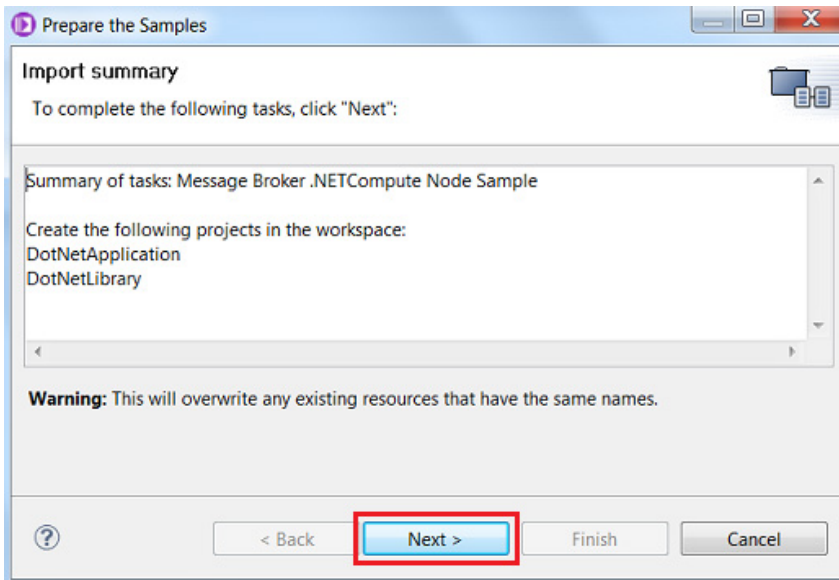 Prepare the Samples
Import summary
To complete the following tasks, click "Next":
Summary of tasks: Message Broker .NETCompute Node Sample
Create the following projects in the workspace:
DotNetApplication
DotNetLibrary
Warning: This will overwrite any existing resources that have the same names.
? < Back Next > Finish Cancel